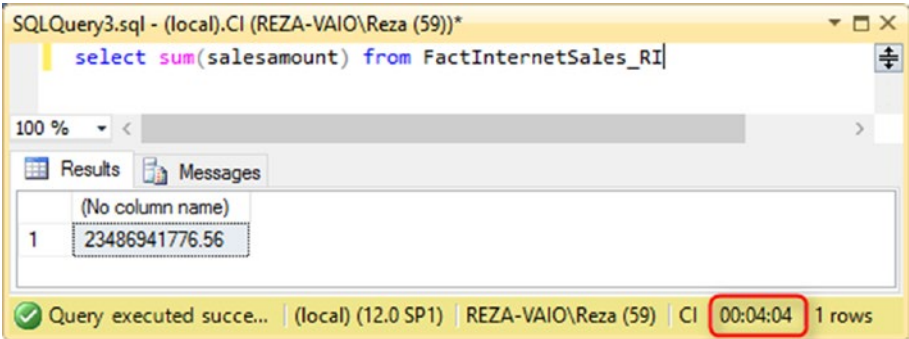 SQLQuery3.sql - (local).CI (REZA-VAIO\Reza (59))*
select sum(salesamount) from FactInternetSales_RI
100 %
Results Messages
(No column name)
1 23486941776.56
Query executed succe... (local) (12.0 SP1) REZA-VAIO\Reza (59) CI 00:04:04 1 rows